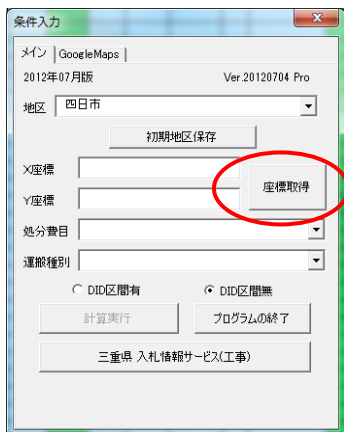 条件入力
メイン GoogleMaps
2012年07月版 Ver.20120704 Pro
地区 四日市
初期地区保存
X座標
座標取得
Y座標
処分費目
運搬種別
DID区間有 DID区間無
計算実行 プログラムの終了
三重県 入札情報サービス(工事)